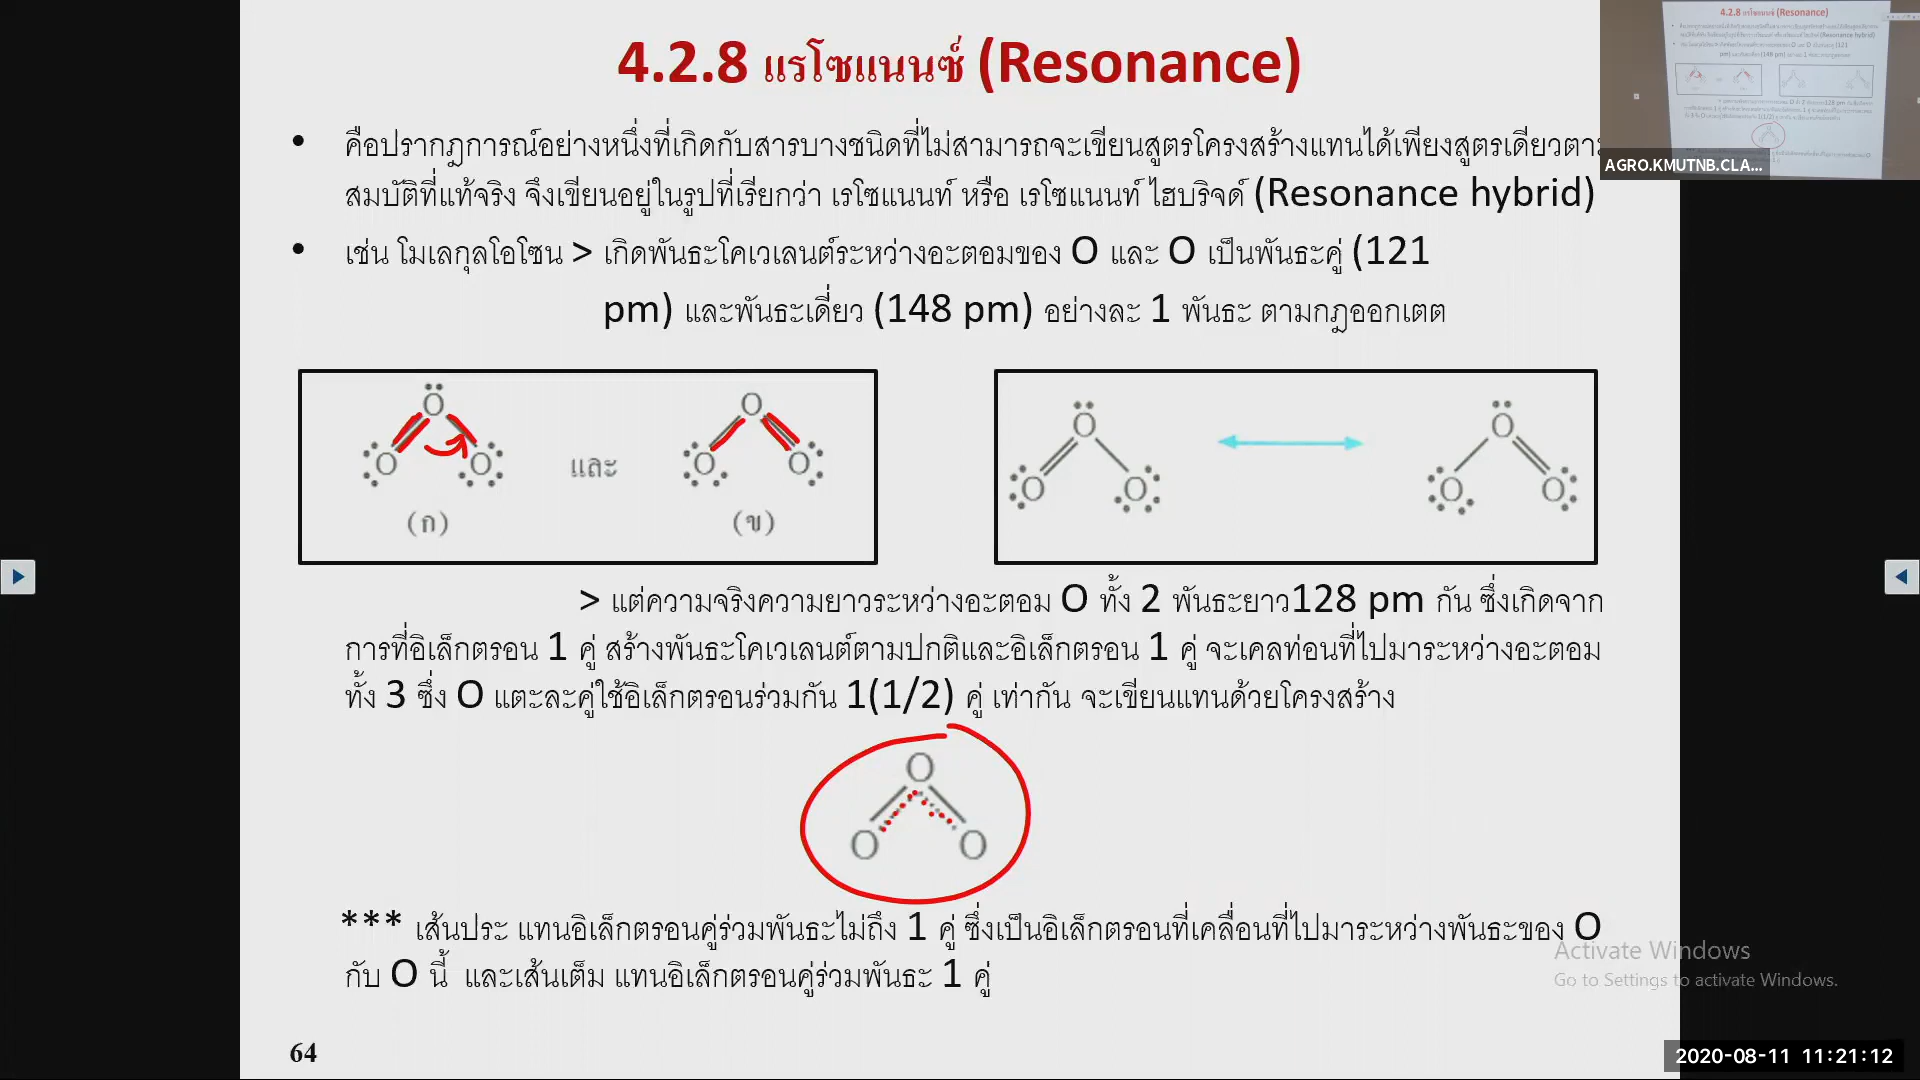 4.2.8 แรโซแนนซ์ (Resonance)
• คือปรากฏการณ์อย่างหนึ่งที่เกิดกับสารบางชนิดที่ไม่สามารถจะเขียนสูตรโครงสร้างแทนได้เพียงสูตรเดียวตาม
สมบัติที่แท้จริง จึงเขียนอยู่ในรูปที่เรียกว่า เรโซแนนท์ หรือ เรโซแนนท์ ไฮบริจด์ (Resonance hybrid)
• เช่น โมเลกุลโอโซน > เกิดพันธะโคเวเลนต์ระหว่างอะตอมของ O และ O เป็นพันธะคู่ (121
pm) และพันธะเดี่ยว (148 pm) อย่างละ 1 พันธะ ตามกฎออกเตต
O O O และ O O O
(ก) (ข)
O O O O O O
> แต่ความจริงความยาวระหว่างอะตอม O ทั้ง 2 พันธะยาว128 pm กัน ซึ่งเกิดจาก
การที่อิเล็กตรอน 1 คู่ สร้างพันธะโคเวเลนต์ตามปกติและอิเล็กตรอน 1 คู่ จะเคลท่อนที่ไปมาระหว่างอะตอม
ทั้ง 3 ซึ่ง O แตะละคู่ใช้อิเล็กตรอนร่วมกัน 1(1/2) คู่ เท่ากัน จะเขียนแทนด้วยโครงสร้าง
O
O O
*** เส้นประ แทนอิเล็กตรอนคู่ร่วมพันธะไม่ถึง 1 คู่ ซึ่งเป็นอิเล็กตรอนที่เคลื่อนที่ไปมาระหว่างพันธะของ O
กับ O นี้ และเส้นเต็ม แทนอิเล็กตรอนคู่ร่วมพันธะ 1 คู่
64
AGRO.KMUTNB.CLA...
Activate Windows
Go to Settings to activate Windows.
2020-08-11 11:21:12